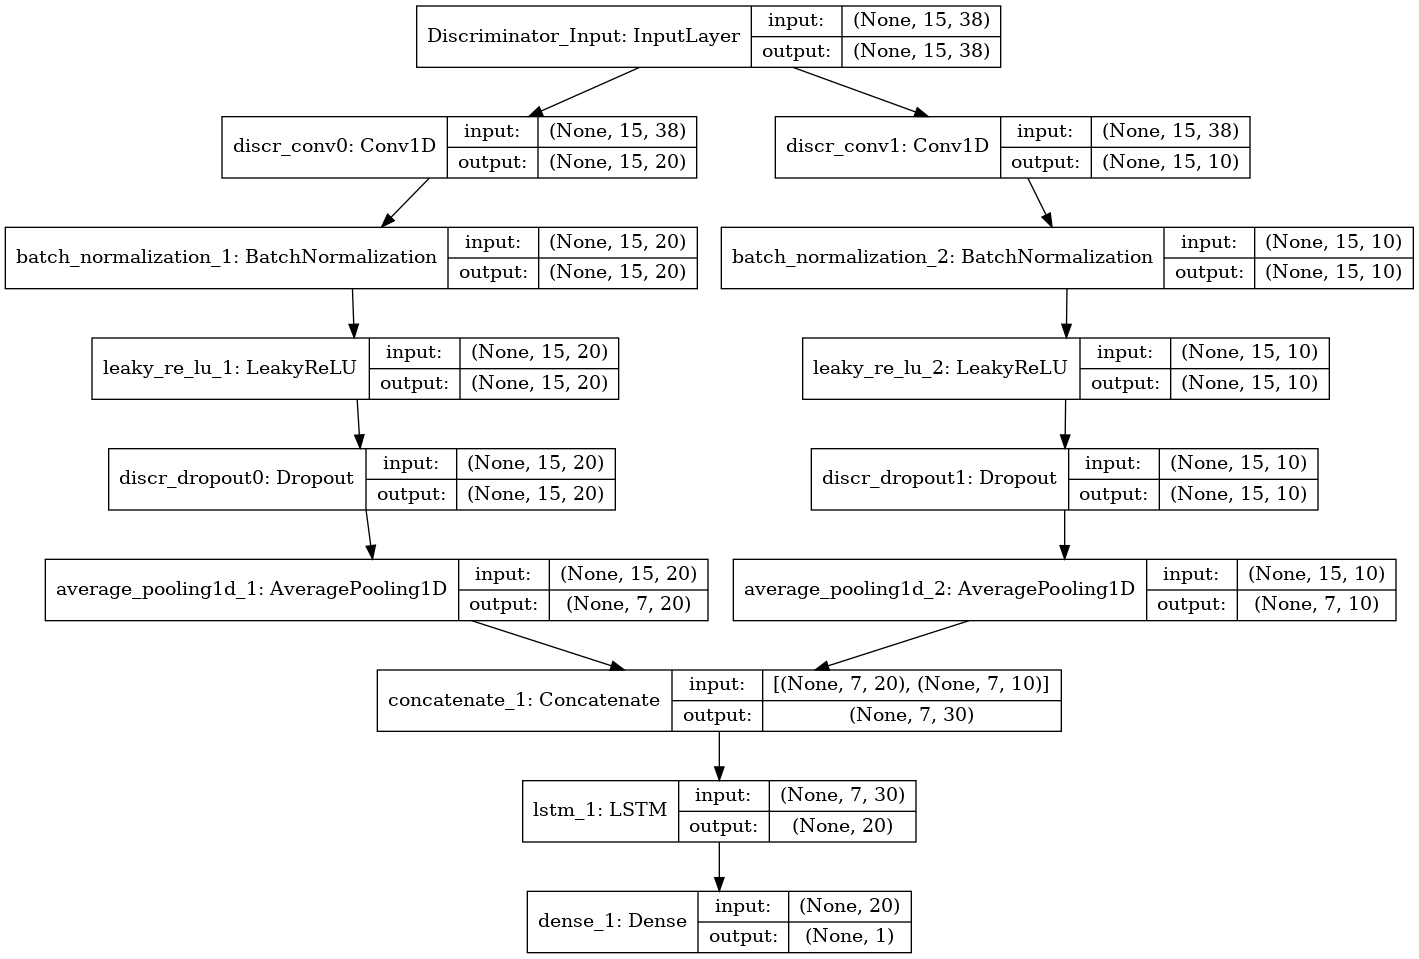 Discriminator_Input: InputLayer
input:
(None, 15, 38)
output:
(None, 15, 38)
discr_conv0: Conv1D
input:
(None, 15, 38)
output:
(None, 15, 20)
discr_conv1: Conv1D
input:
(None, 15, 38)
output:
(None, 15, 10)
batch_normalization_1: BatchNormalization
input:
(None, 15, 20)
output:
(None, 15, 20)
batch_normalization_2: BatchNormalization
input:
(None, 15, 10)
output:
(None, 15, 10)
leaky_re_lu_1: LeakyReLU
input:
(None, 15, 20)
output:
(None, 15, 20)
leaky_re_lu_2: LeakyReLU
input:
(None, 15, 10)
output:
(None, 15, 10)
discr_dropout0: Dropout
input:
(None, 15, 20)
output:
(None, 15, 20)
discr_dropout1: Dropout
input:
(None, 15, 10)
output:
(None, 15, 10)
average_pooling1d_1: AveragePooling1D
input:
(None, 15, 20)
output:
(None, 7, 20)
average_pooling1d_2: AveragePooling1D
input:
(None, 15, 10)
output:
(None, 7, 10)
concatenate_1: Concatenate
input:
[(None, 7, 20), (None, 7, 10)]
output:
(None, 7, 30)
lstm_1: LSTM
input:
(None, 7, 30)
output:
(None, 20)
dense_1: Dense
input:
(None, 20)
output:
(None, 1)